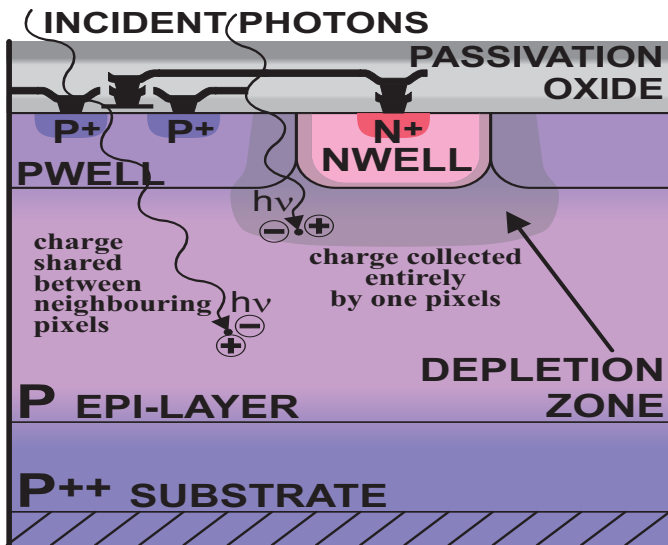 INCIDENT PHOTONS
PASSIVATION
OXIDE
P+ P+ N+
PWELL NWELL
hν
− +
charge
shared
between
neighbouring
pixels
charge collected
entirely
by one pixels
hν
−
+
DEPLETION
ZONE
P EPI-LAYER
P++ SUBSTRATE